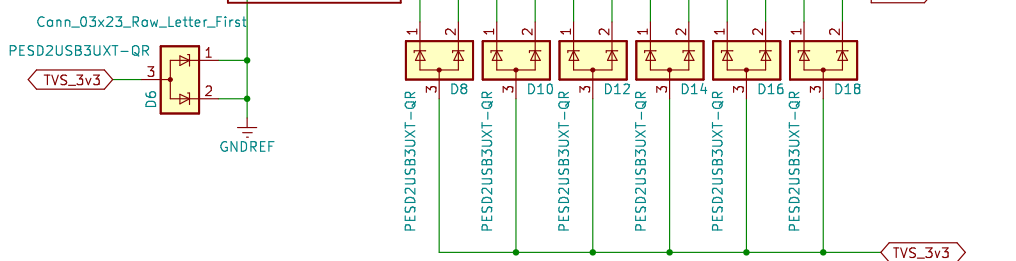 Conn_03x23_Raw_Letter_First
PESD2USB3UXT-QR
TVS_3v3
3
1
2
D6
GNDREF
1 2 1 2 1 2 1 2 1 2 1 2
3 D8 3 D10 3 D12 3 D14 3 D16 3 D18
PESD2USB3UXT-QR
PESD2USB3UXT-QR
PESD2USB3UXT-QR
PESD2USB3UXT-QR
PESD2USB3UXT-QR
PESD2USB3UXT-QR
TVS_3v3